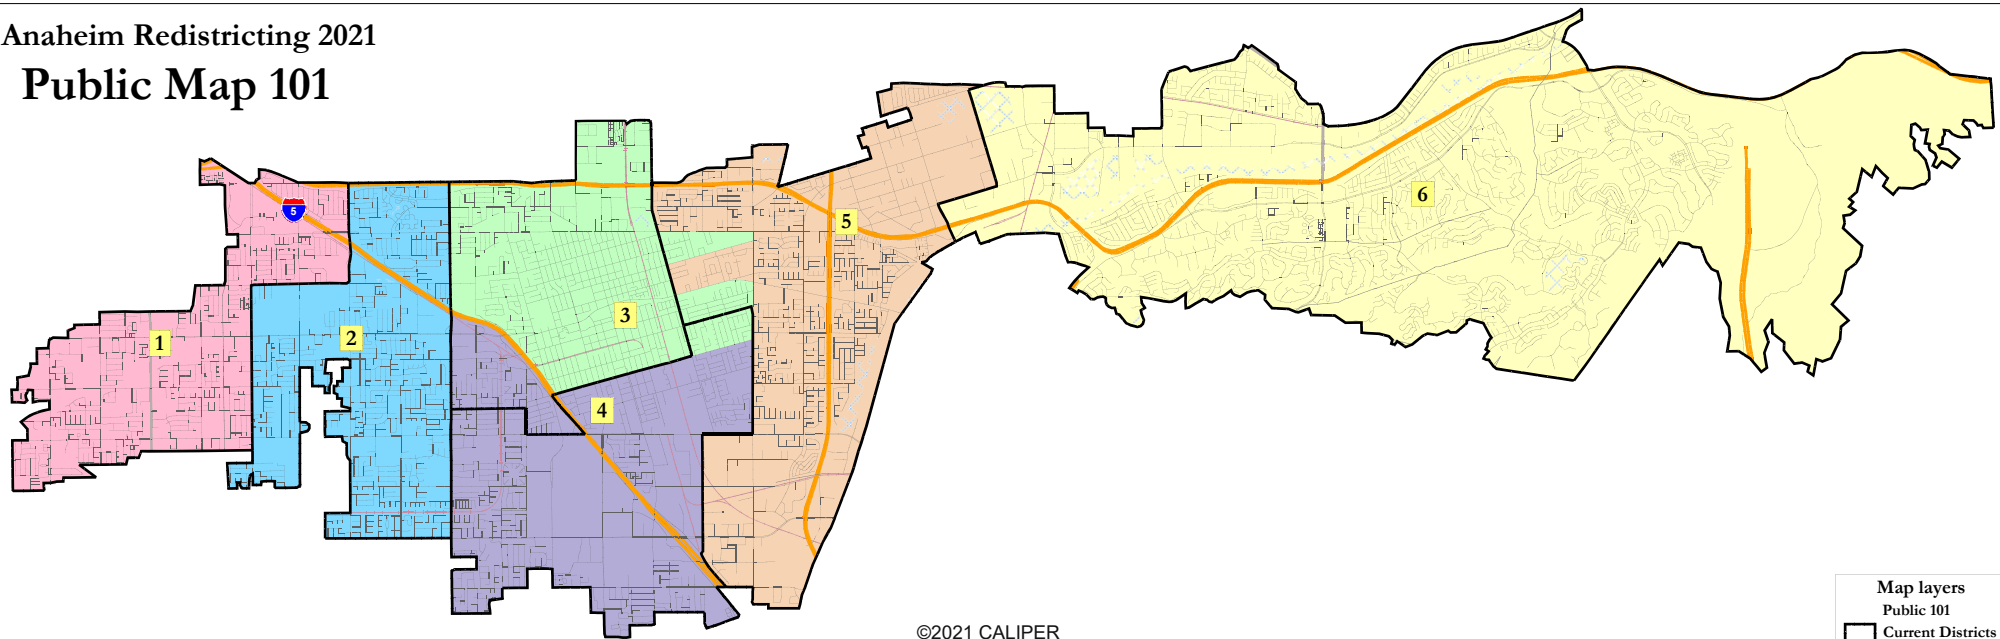 Anaheim Redistricting 2021
Public Map 101
5
1
2
3
4
5
6
©2021 CALIPER
Map layers
Public 101
Current Districts